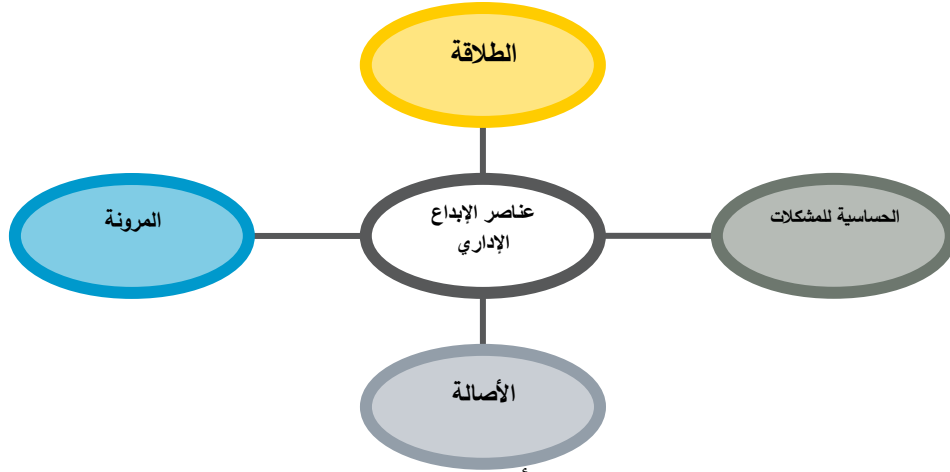 الطلاقة
عناصر الإبداع
الإداري
الحساسية للمشكلات
المرونة
الأصالة